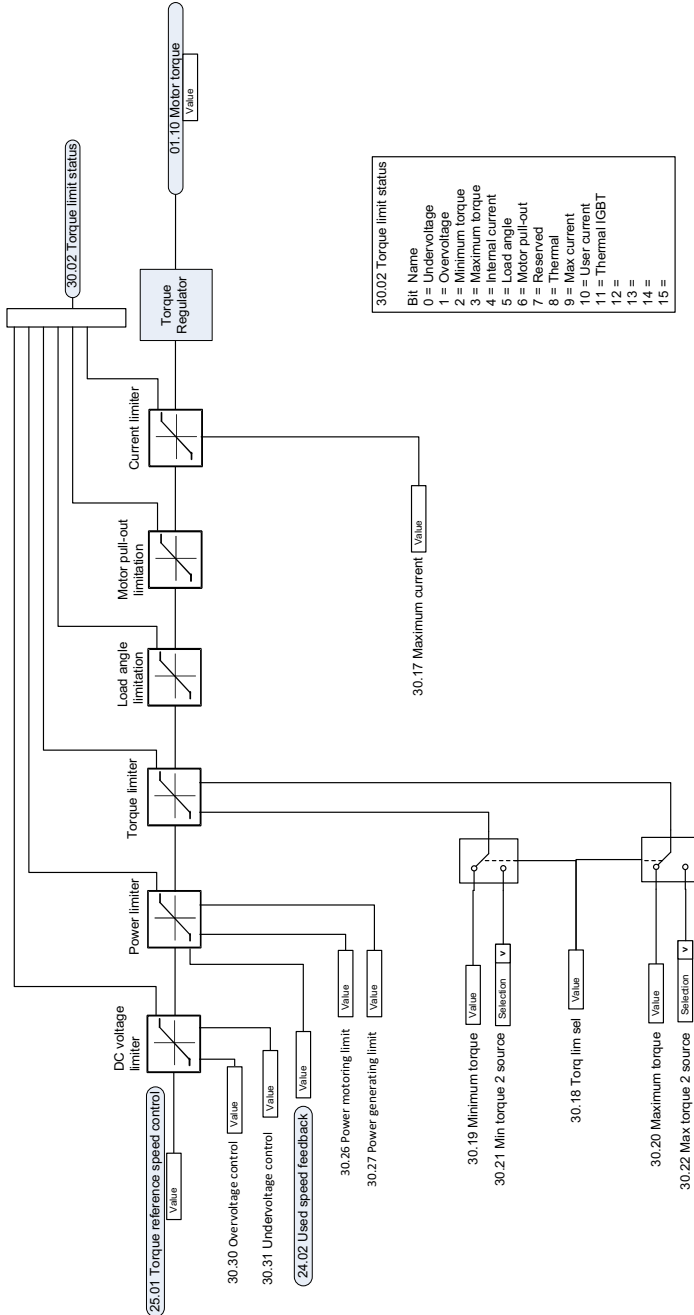 25.01 Torque reference speed control
Value
30.30 Overvoltage control
Value
30.31 Undervoltage control
Value
24.02 Used speed feedback
Value
30.26 Power motoring limit
Value
30.27 Power generating limit
Value
DC voltage
limiter
Power limiter
Torque limiter
Load angle
limitation
Motor pull-out
limitation
Current limiter
Torque
Regulator
30.02 Torque limit status
01.10 Motor torque
Value
30.19 Minimum torque
Value
30.21 Min torque 2 source
Selection
v
30.18 Torq lim sel
Value
30.20 Maximum torque
Value
30.22 Max torque 2 source
Selection
v
30.17 Maximum current
Value
30.02 Torque limit status
Bit Name
0 = Undervoltage
1 = Overvoltage
2 = Minimum torque
3 = Maximum torque
4 = Internal current
5 = Load angle
6 = Motor pull-out
7 = Reserved
8 = Thermal
9 = Max current
10 = User current
11 = Thermal IGBT
12 =
13 =
14 =
15 =